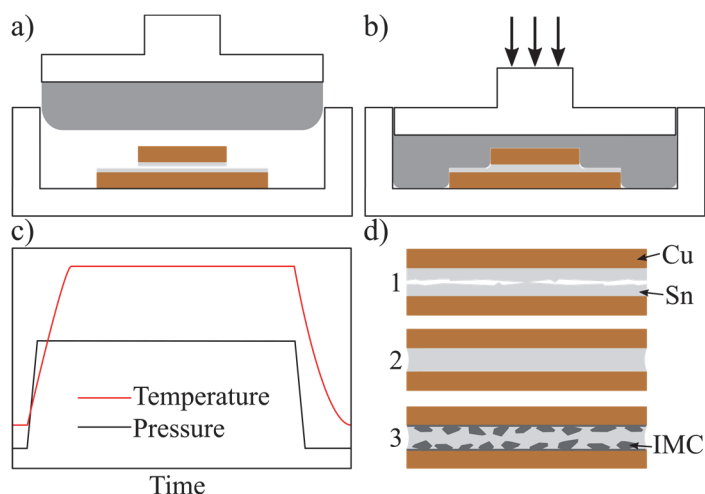 a)
b)
c)
Temperature
Pressure
Time
d)
Cu
1
Sn
2
3
IMC